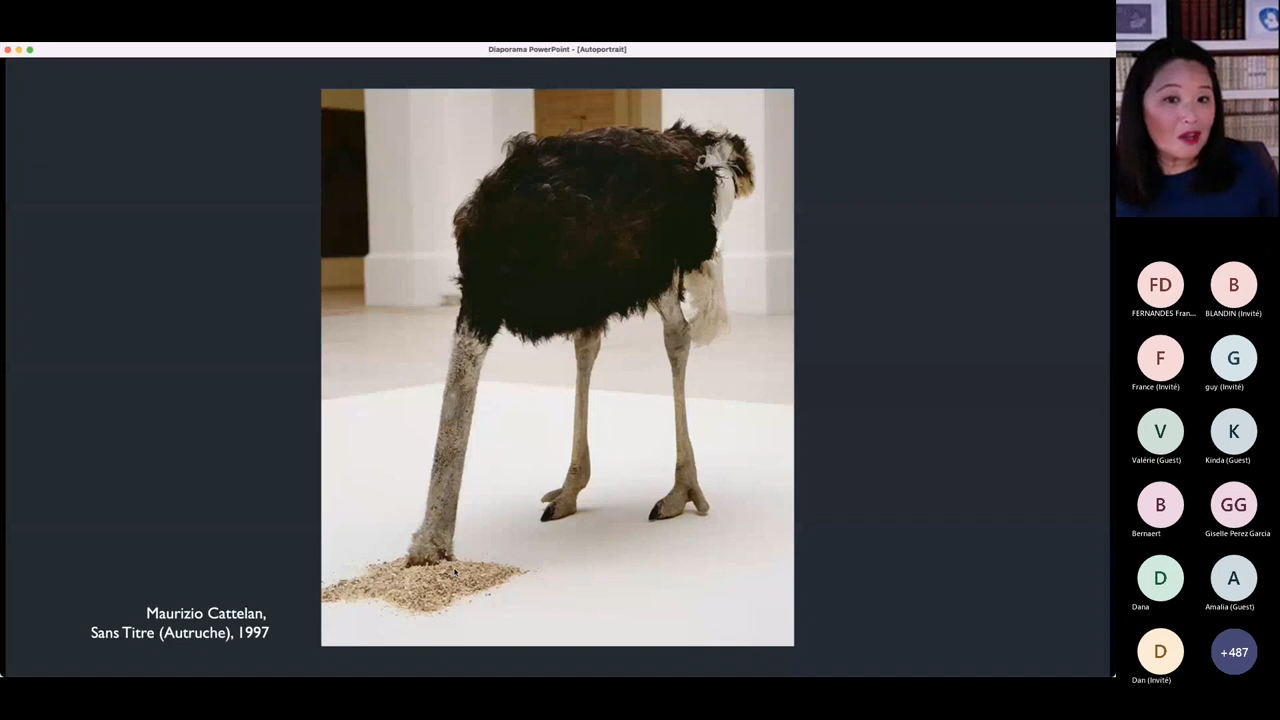 Diaporama PowerPoint - [Autoportrait]
Maurizio Cattelan,
Sans Titre (Autruche), 1997
FD
FERNANDES Fran...
B
BLANDIN (Invité)
F
France (Invité)
G
guy (Invité)
V
Valérie (Guest)
K
Kinda (Guest)
B
Bernaert
GG
Giselle Perez Garcia
D
Dana
A
Amalia (Guest)
D
Dan (Invité)
+487